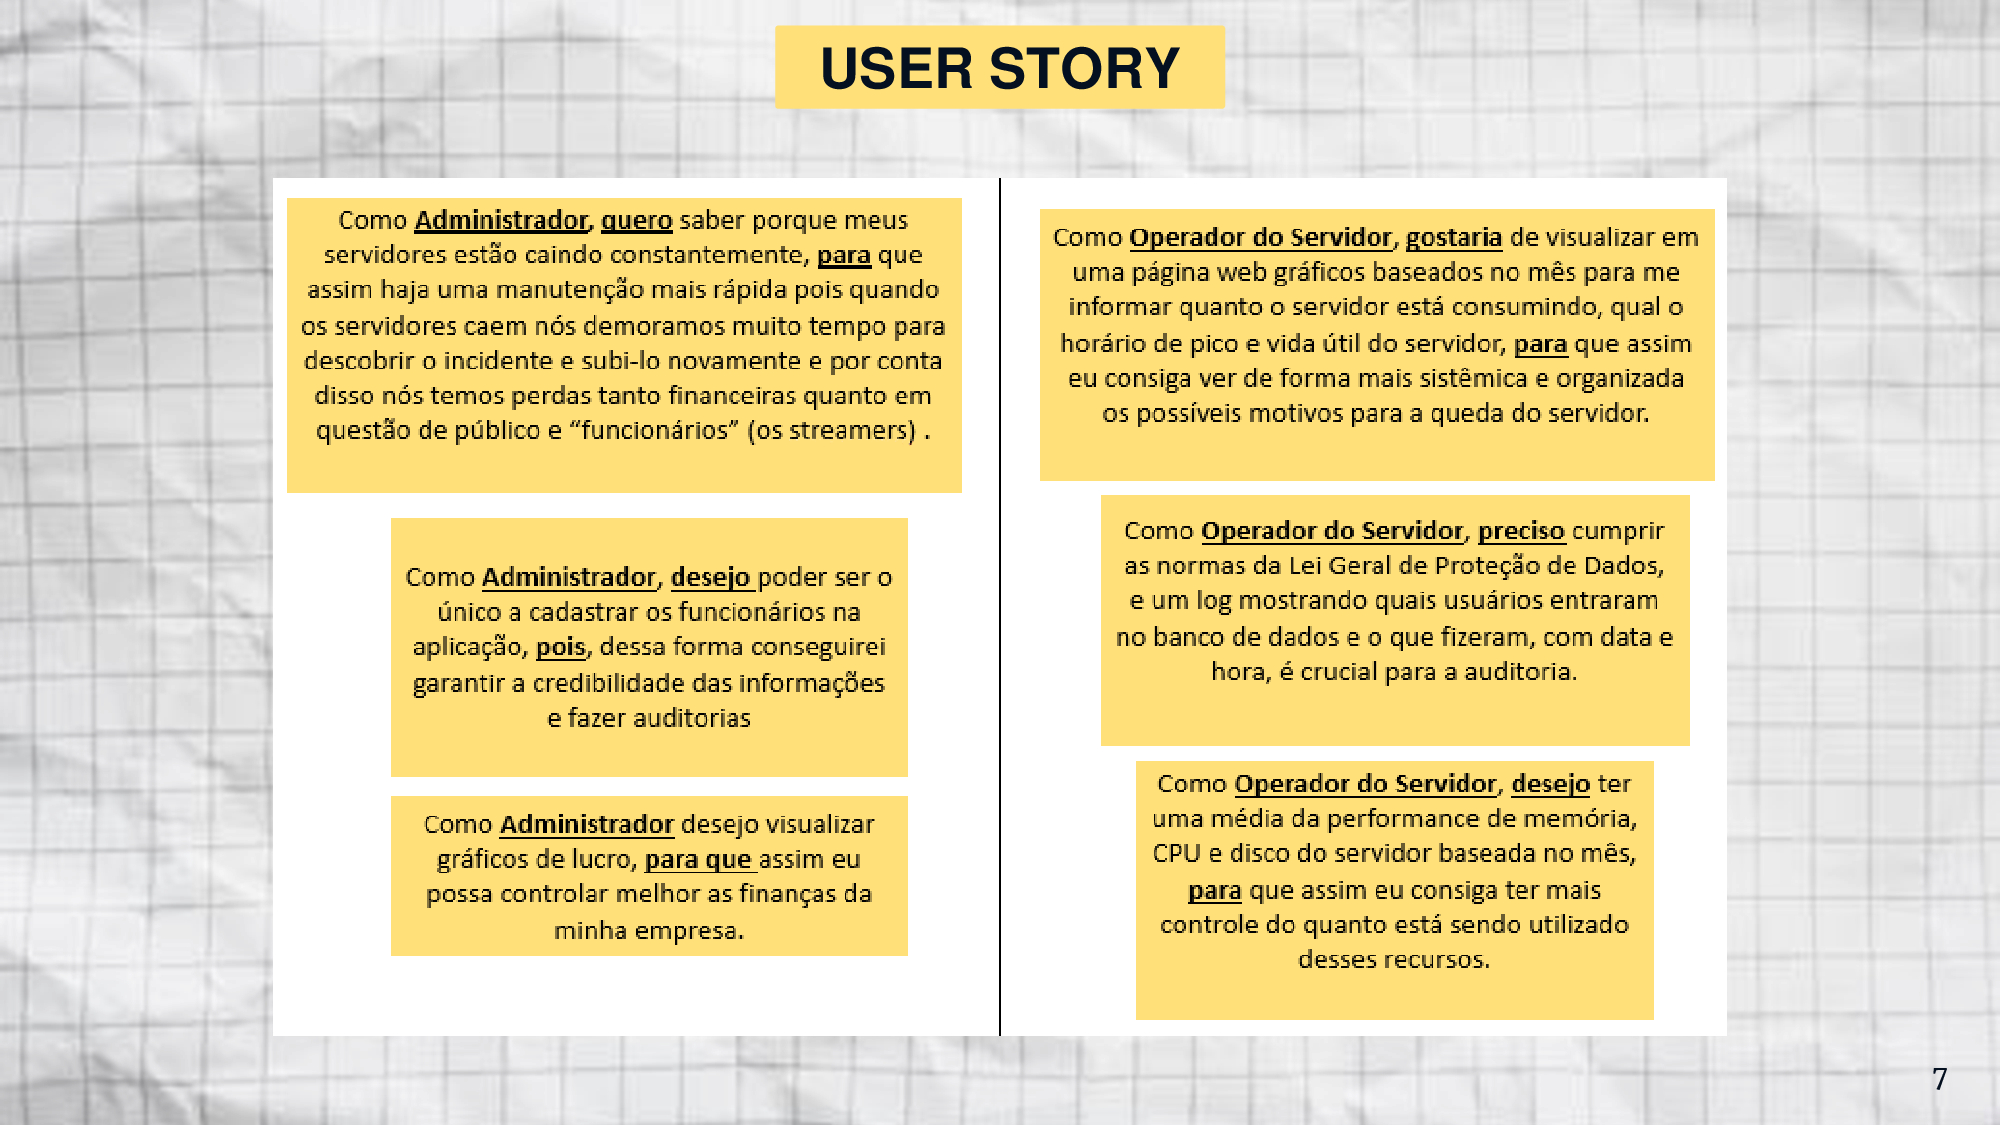 USER STORY
Como Administrador, quero saber porque meus
servidores estão caindo constantemente, para que
assim haja uma manutenção mais rápida pois quando
os servidores caem nós demoramos muito tempo para
descobrir o incidente e subi-lo novamente e por conta
disso nós temos perdas tanto financeiras quanto em
questão de público e “funcionários” (os streamers) .
Como Administrador, desejo poder ser o
único a cadastrar os funcionários na
aplicação, pois, dessa forma conseguirei
garantir a credibilidade das informações
e fazer auditorias
Como Administrador desejo visualizar
gráficos de lucro, para que assim eu
possa controlar melhor as finanças da
minha empresa.
Como Operador do Servidor, gostaria de visualizar em
uma página web gráficos baseados no mês para me
informar quanto o servidor está consumindo, qual o
horário de pico e vida útil do servidor, para que assim
eu consiga ver de forma mais sistêmica e organizada
os possíveis motivos para a queda do servidor.
Como Operador do Servidor, preciso cumprir
as normas da Lei Geral de Proteção de Dados,
e um log mostrando quais usuários entraram
no banco de dados e o que fizeram, com data e
hora, é crucial para a auditoria.
Como Operador do Servidor, desejo ter
uma média da performance de memória,
CPU e disco do servidor baseada no mês,
para que assim eu consiga ter mais
controle do quanto está sendo utilizado
desses recursos.
7